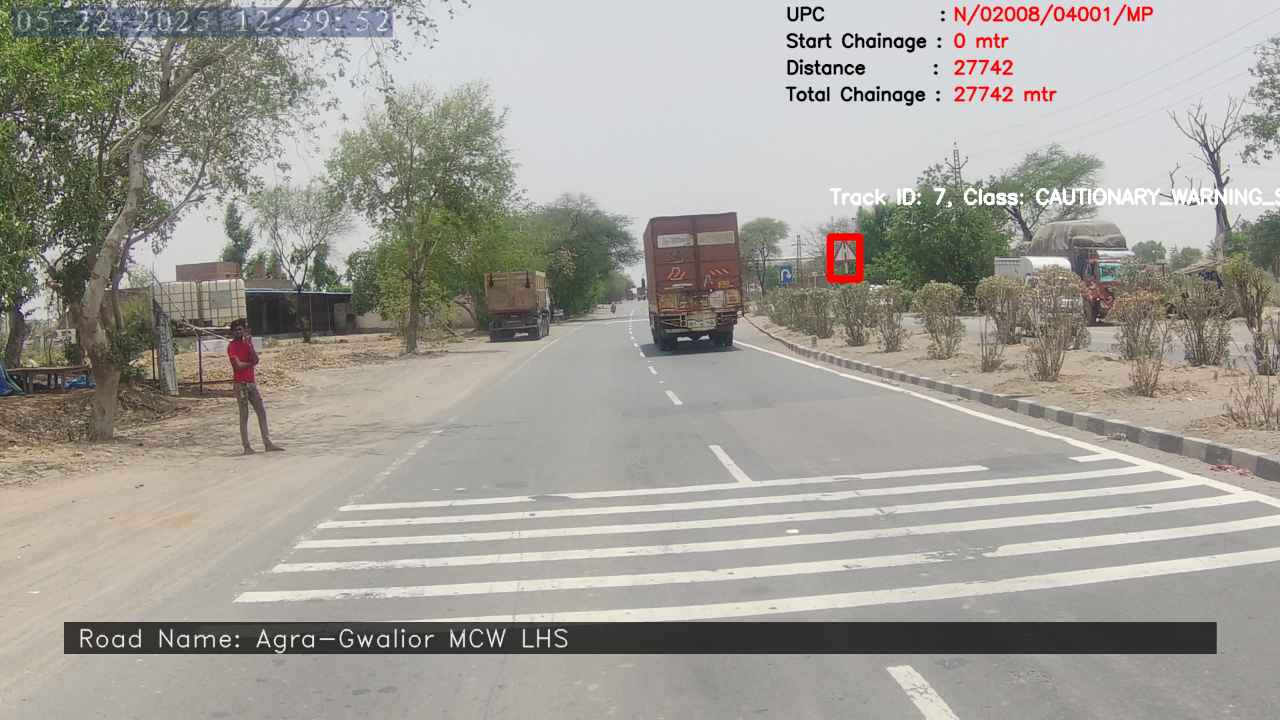 05-22-2025 12:39:52
UPC : N/02008/04001/MP
Start Chainage : 0 mtr
Distance : 27742
Total Chainage : 27742 mtr
Track ID: 7, Class: CAUTIONARY_WARNING_S
Road Name: Agra-Gwalior MCW LHS